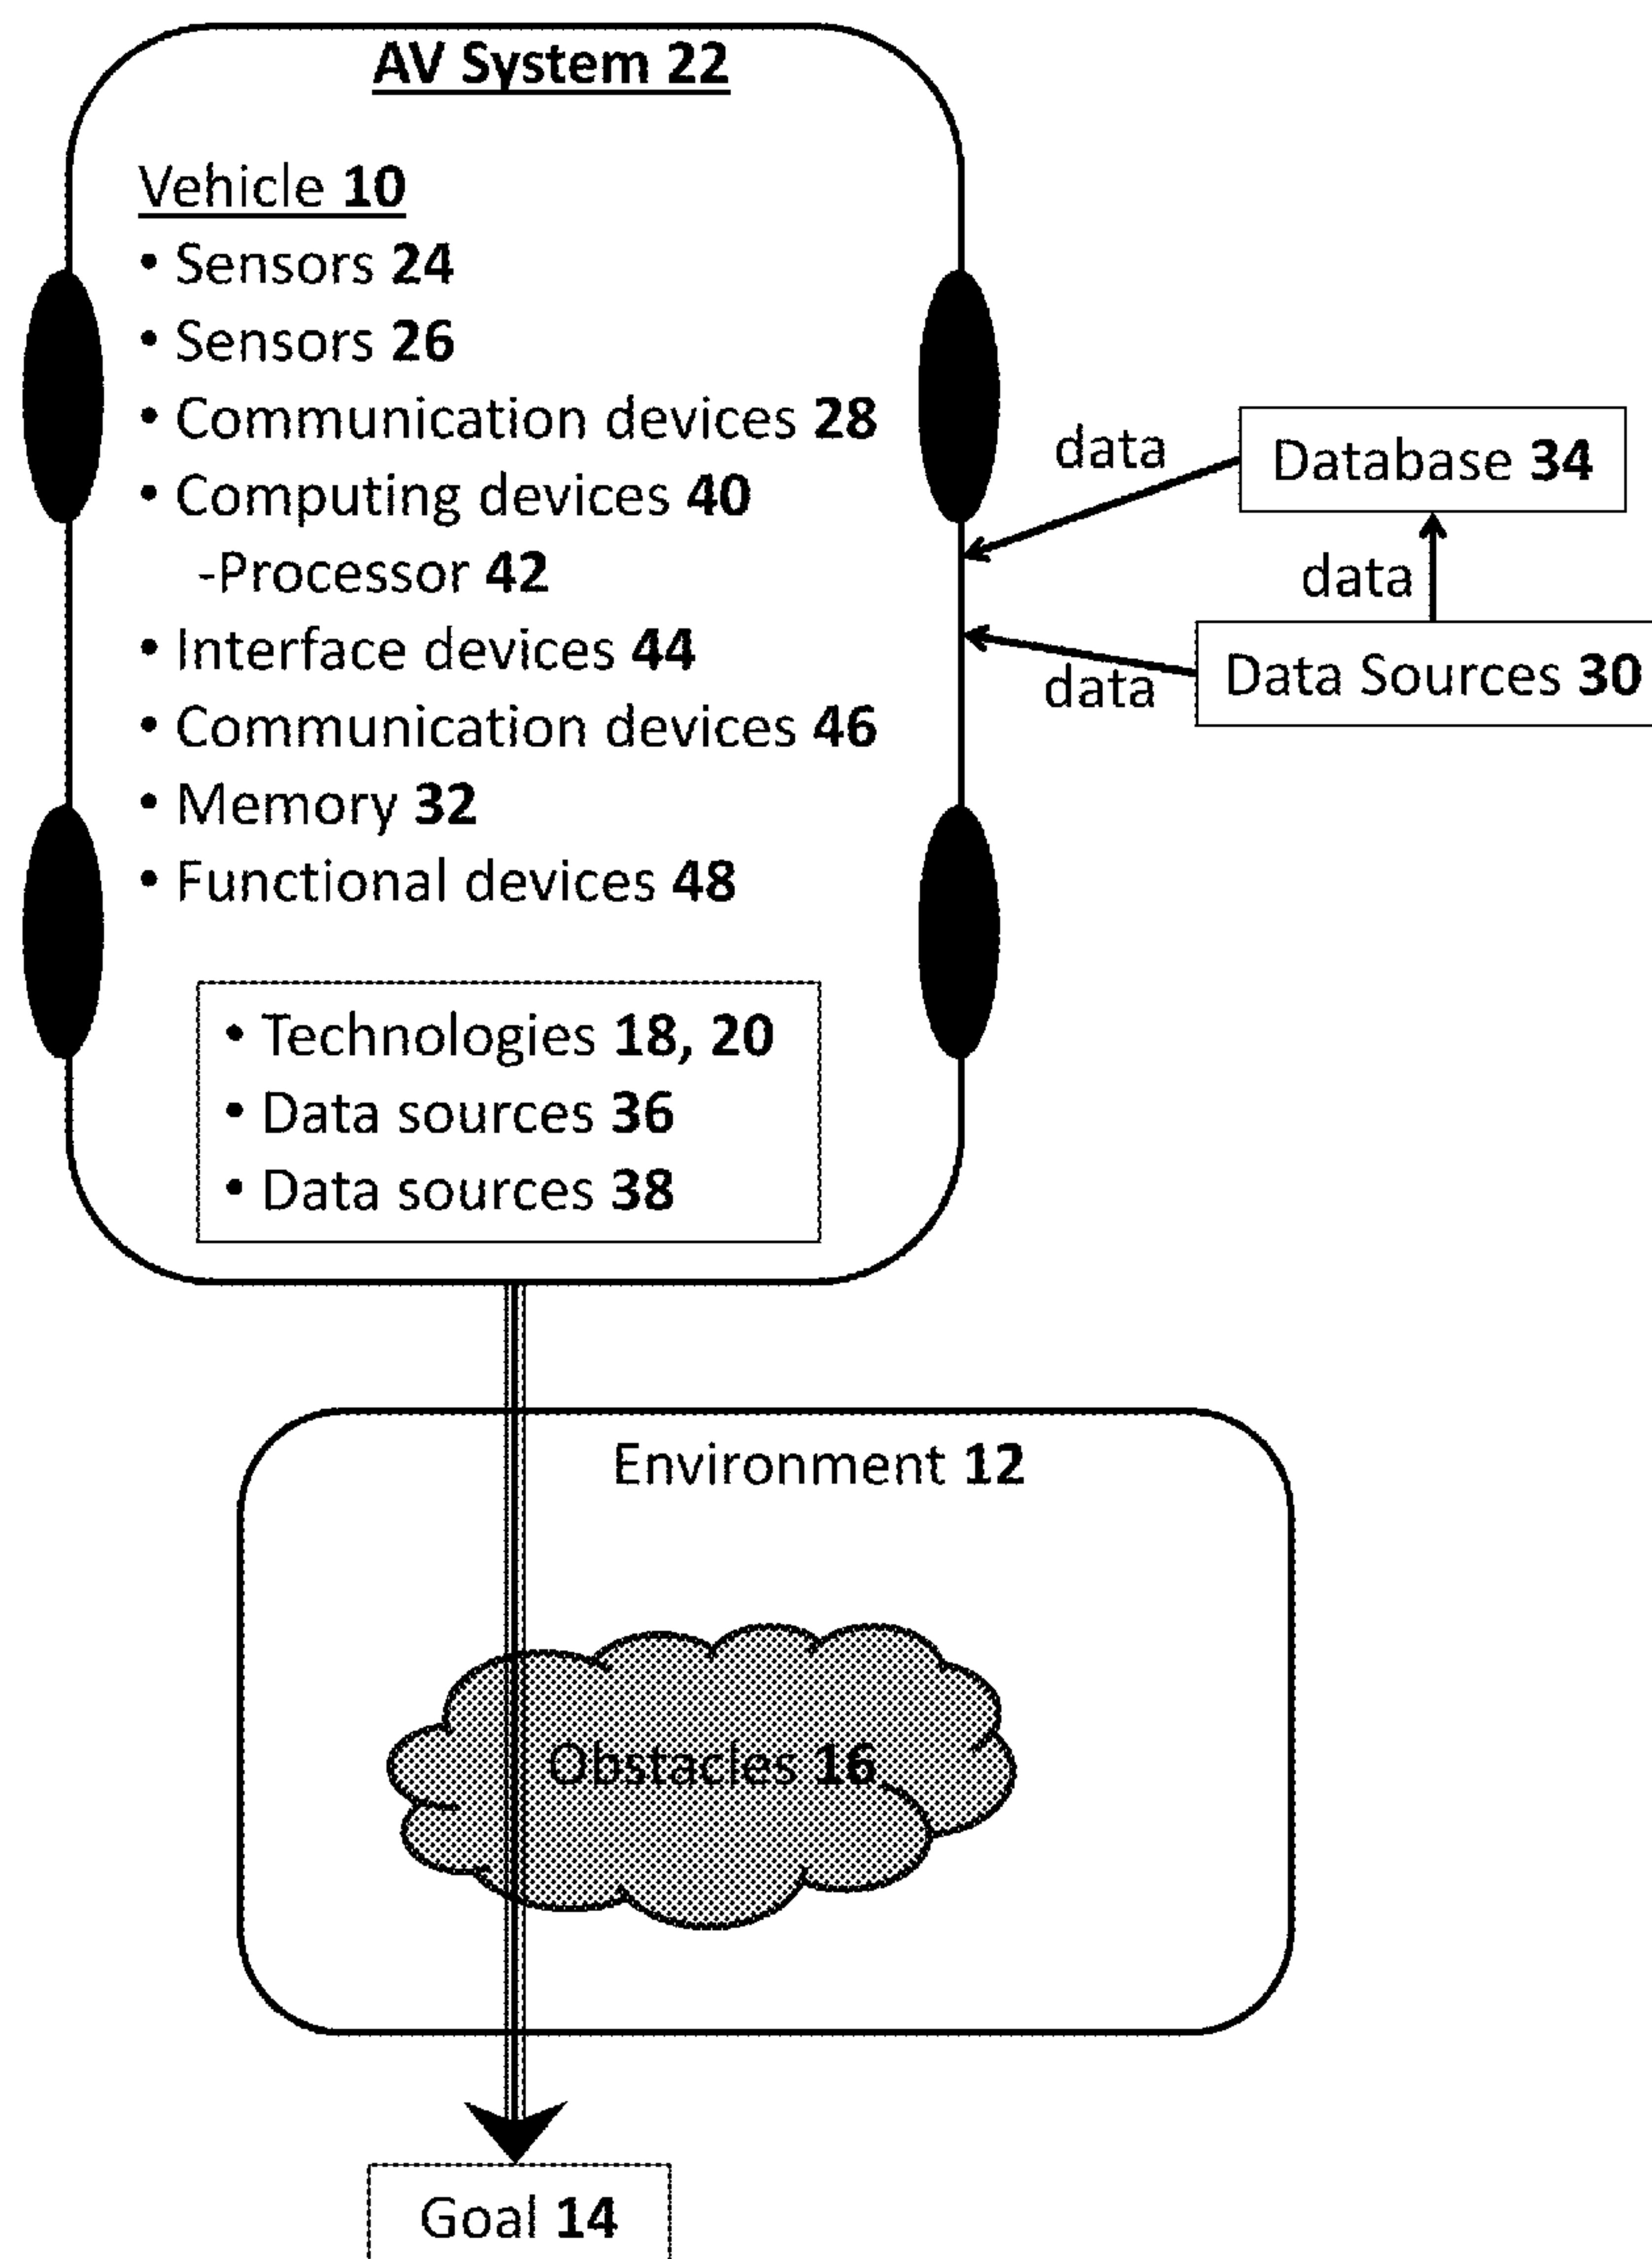 AV System 22
Vehicle 10
• Sensors 24
• Sensors 26
• Communication devices 28
• Computing devices 40
-Processor 42
• Interface devices 44
• Communication devices 46
• Memory 32
• Functional devices 48
• Technologies 18, 20
• Data sources 36
• Data sources 38
data
Database 34
data
data
Data Sources 30
Environment 12
Obstacles 16
Goal 14